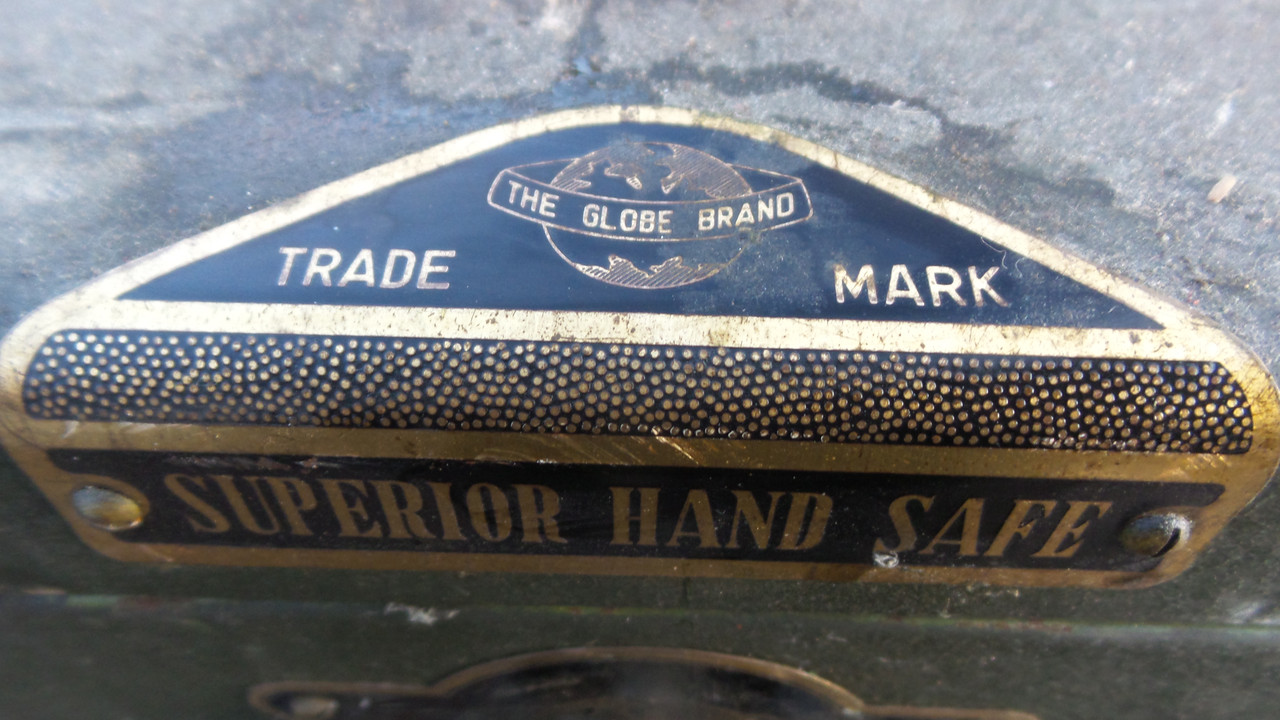 THE GLOBE BRAND
TRADE MARK
SUPERIOR HAND SAFE